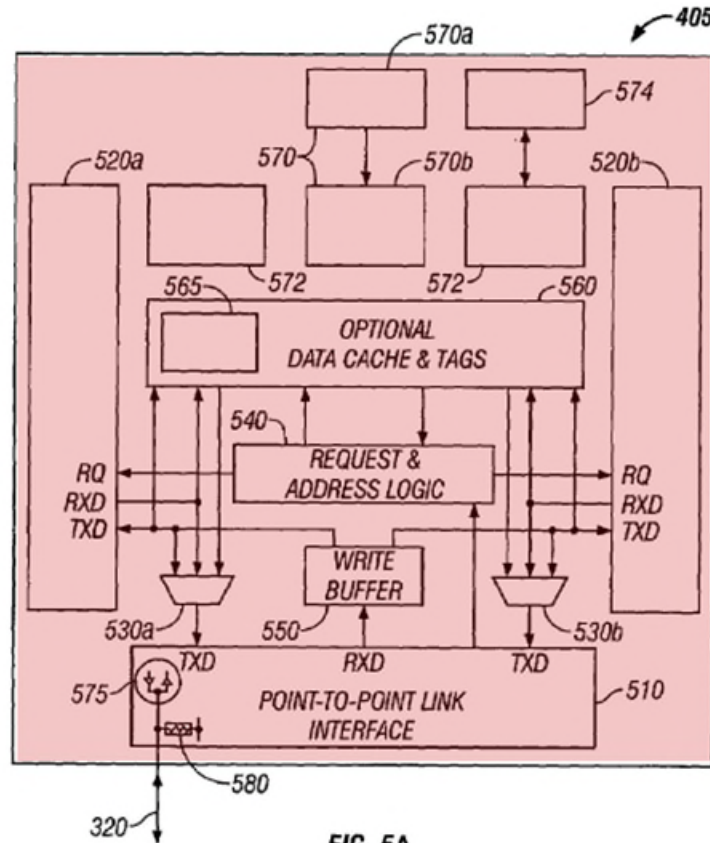 405
570a
574
520a
570
570b
520b
572
572
565
560
OPTIONAL
DATA CACHE & TAGS
540
REQUEST &
ADDRESS LOGIC
RQ
RQ
RXD
RXD
TXD
TXD
WRITE
BUFFER
530a
550
530b
TXD
RXD
TXD
575
510
POINT-TO-POINT LINK
INTERFACE
580
320
FIG. 5A